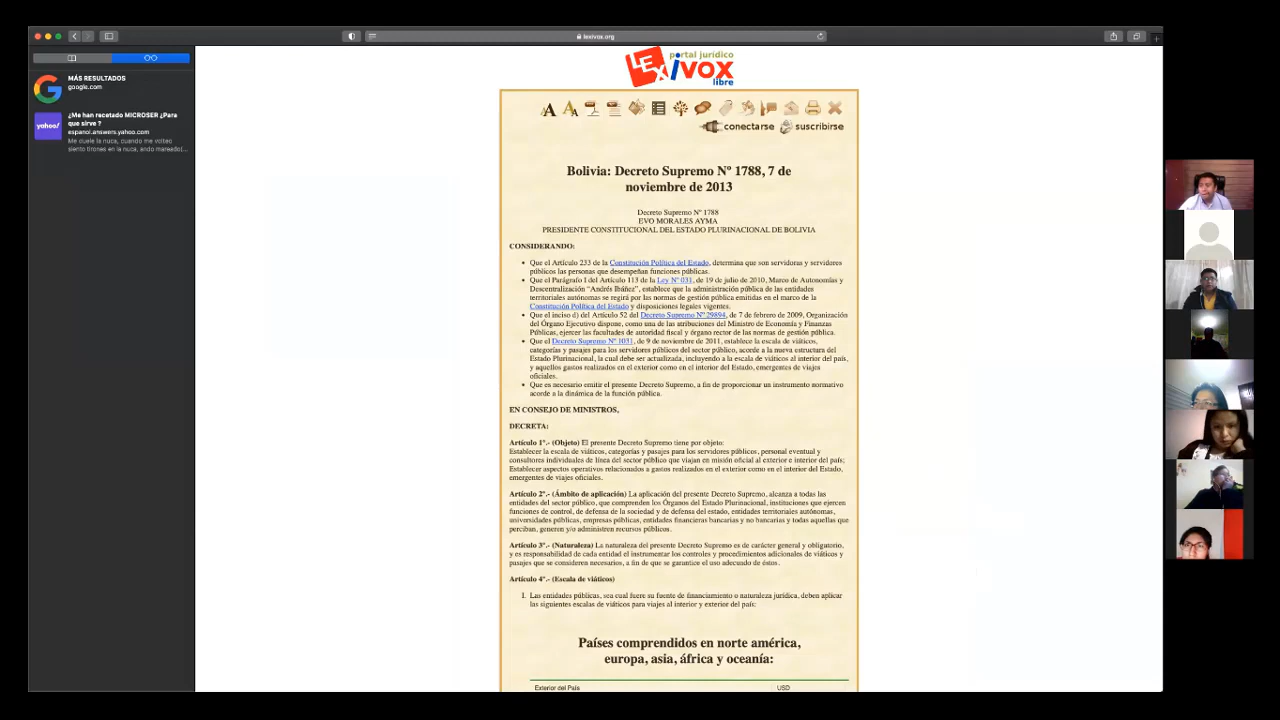 lexivox.org
MÁS RESULTADOS
google.com
yahoo!
¿Me han recetado MICROSER ¿Para
que sirve ?
espanol.answers.yahoo.com
Me duele la nuca, cuando me volteo
siento tirones en la nuca, ando mareado(...
portal jurídico
LEXiVOX
libre
conectarse suscribirse
Bolivia: Decreto Supremo Nº 1788, 7 de
noviembre de 2013
Decreto Supremo Nº 1788
EVO MORALES AYMA
PRESIDENTE CONSTITUCIONAL DEL ESTADO PLURINACIONAL DE BOLIVIA
CONSIDERANDO:
Que el Artículo 233 de la Constitución Política del Estado, determina que son servidoras y servidores
públicos las personas que desempeñan funciones públicas.
Que el Parágrafo I del Artículo 113 de la Ley Nº 031, de 19 de julio de 2010, Marco de Autonomías y
Descentralización “Andrés Ibáñez”, establece que la administración pública de las entidades
territoriales autónomas se regirá por las normas de gestión pública emitidas en el marco de la
Constitución Política del Estado y disposiciones legales vigentes.
Que el inciso d) del Artículo 52 del Decreto Supremo Nº 29894, de 7 de febrero de 2009, Organización
del Órgano Ejecutivo dispone, como una de las atribuciones del Ministro de Economía y Finanzas
Públicas, ejercer las facultades de autoridad fiscal y órgano rector de las normas de gestión pública.
Que el Decreto Supremo Nº 1031, de 9 de noviembre de 2011, establece la escala de viáticos,
categorías y pasajes para los servidores públicos del sector público, acorde a la nueva estructura del
Estado Plurinacional, la cual debe ser actualizada, incluyendo a la escala de viáticos al interior del país,
y aquellos gastos realizados en el exterior como en el interior del Estado, emergentes de viajes
oficiales.
Que es necesario emitir el presente Decreto Supremo, a fin de proporcionar un instrumento normativo
acorde a la dinámica de la función pública.
EN CONSEJO DE MINISTROS,
DECRETA:
Artículo 1º.- (Objeto) El presente Decreto Supremo tiene por objeto:
Establecer la escala de viáticos, categorías y pasajes para los servidores públicos, personal eventual y
consultores individuales de línea del sector público que viajan en misión oficial al exterior e interior del país;
Establecer aspectos operativos relacionados a gastos realizados en el exterior como en el interior del Estado,
emergentes de viajes oficiales.
Artículo 2º.- (Ámbito de aplicación) La aplicación del presente Decreto Supremo, alcanza a todas las
entidades del sector público, que comprenden los Órganos del Estado Plurinacional, instituciones que ejercen
funciones de control, de defensa de la sociedad y de defensa del estado, entidades territoriales autónomas,
universidades públicas, empresas públicas, entidades financieras bancarias y no bancarias y todas aquellas que
perciban, generen y/o administren recursos públicos.
Artículo 3º.- (Naturaleza) La naturaleza del presente Decreto Supremo es de carácter general y obligatorio,
y es responsabilidad de cada entidad el instrumentar los controles y procedimientos adicionales de viáticos y
pasajes que se consideren necesarios, a fin de que se garantice el uso adecuado de éstos.
Artículo 4º.- (Escala de viáticos)
I. Las entidades públicas, sea cual fuere su fuente de financiamiento o naturaleza jurídica, deben aplicar
las siguientes escalas de viáticos para viajes al interior y exterior del país:
Países comprendidos en norte américa,
europa, asia, áfrica y oceanía:
Exterior del País USD